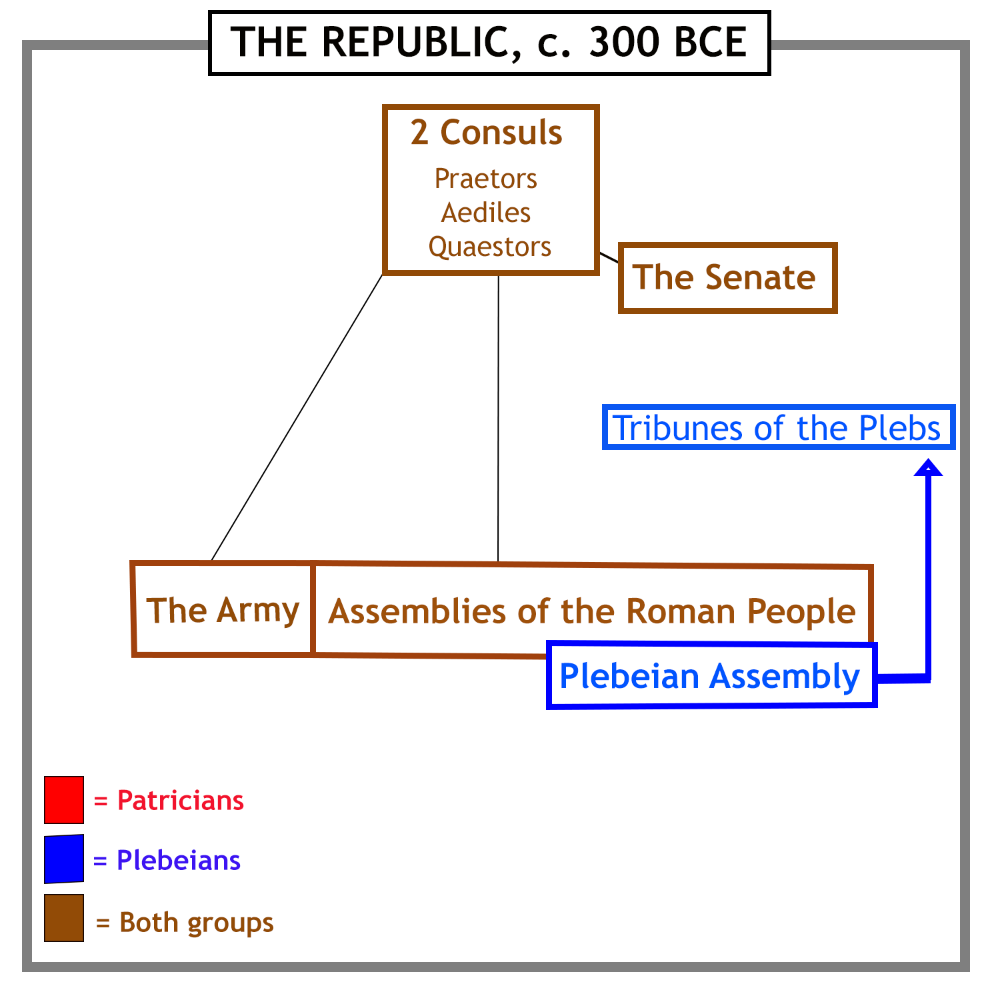 THE REPUBLIC, c. 300 BCE
2 Consuls
Praetors
Aediles
Quaestors
The Senate
Tribunes of the Plebs
The Army
Assemblies of the Roman People
Plebeian Assembly
= Patricians
= Plebeians
= Both groups